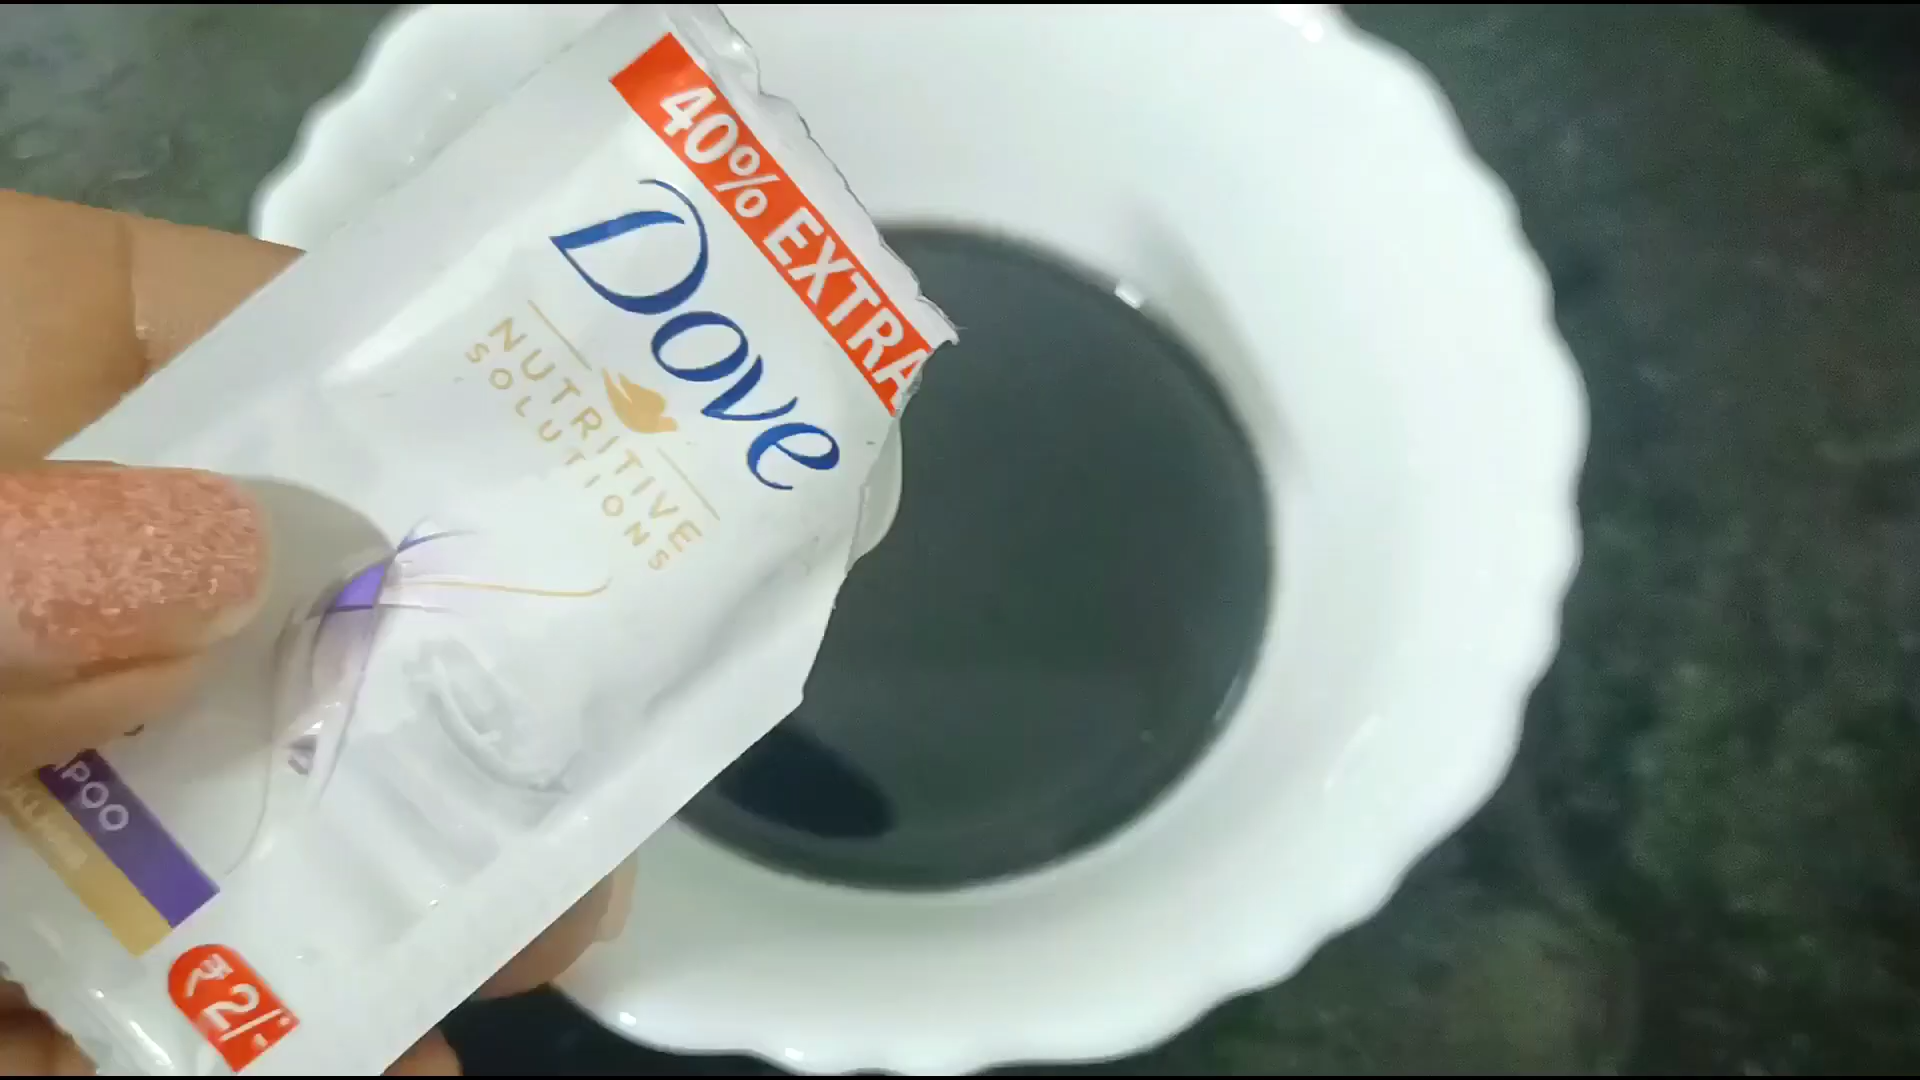 40% EXTRA
Dove
NUTRITIVE
SOLUTIONS
POO
₹2/-